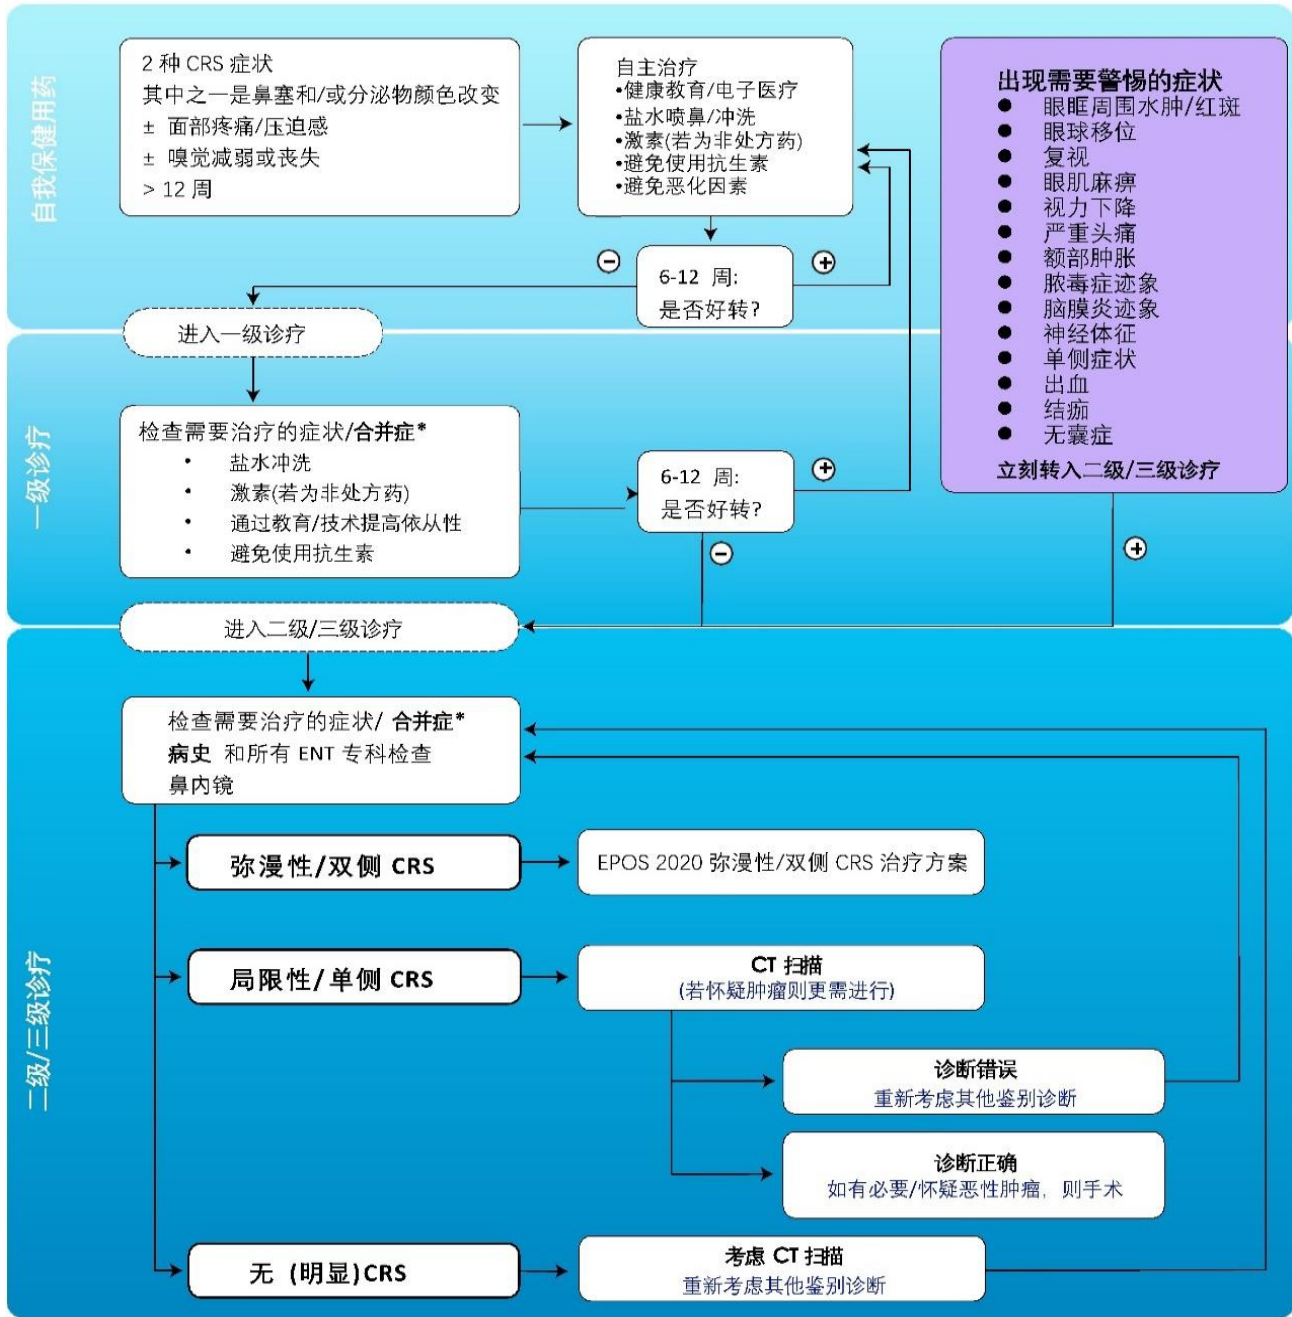 自我保健用药
2 种 CRS 症状
其中之一是鼻塞和/或分泌物颜色改变
± 面部疼痛/压迫感
± 嗅觉减弱或丧失
> 12 周
自主治疗
•健康教育/电子医疗
•盐水喷鼻/冲洗
•激素(若为非处方药)
•避免使用抗生素
•避免恶化因素
6-12 周:
是否好转?
−
+
进入一级诊疗
出现需要警惕的症状
● 眼眶周围水肿/红斑
● 眼球移位
● 复视
● 眼肌麻痹
● 视力下降
● 严重头痛
● 额部肿胀
● 脓毒症迹象
● 脑膜炎迹象
● 神经体征
● 单侧症状
● 出血
● 结痂
● 无囊症
立刻转入二级/三级诊疗
+
一级诊疗
检查需要治疗的症状/合并症*
• 盐水冲洗
• 激素(若为非处方药)
• 通过教育/技术提高依从性
• 避免使用抗生素
6-12 周:
是否好转?
+
−
进入二级/三级诊疗
二级/三级诊疗
检查需要治疗的症状/ 合并症*
病史 和所有 ENT 专科检查
鼻内镜
弥漫性/双侧 CRS
EPOS 2020 弥漫性/双侧 CRS 治疗方案
局限性/单侧 CRS
CT 扫描
(若怀疑肿瘤则更需进行)
诊断错误
重新考虑其他鉴别诊断
诊断正确
如有必要/怀疑恶性肿瘤，则手术
无 (明显)CRS
考虑 CT 扫描
重新考虑其他鉴别诊断